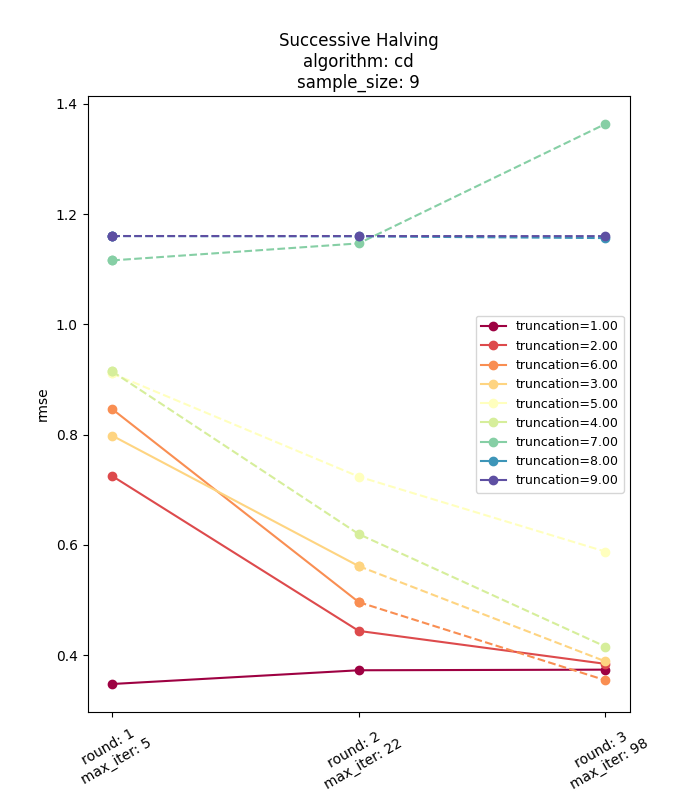 Successive Halving
algorithm: cd
sample_size: 9
1.4
1.2
1.0
0.8
0.6
0.4
rmse
truncation=1.00
truncation=2.00
truncation=6.00
truncation=3.00
truncation=5.00
truncation=4.00
truncation=7.00
truncation=8.00
truncation=9.00
round: 1
max_iter: 5
round: 2
max_iter: 22
round: 3
max_iter: 98